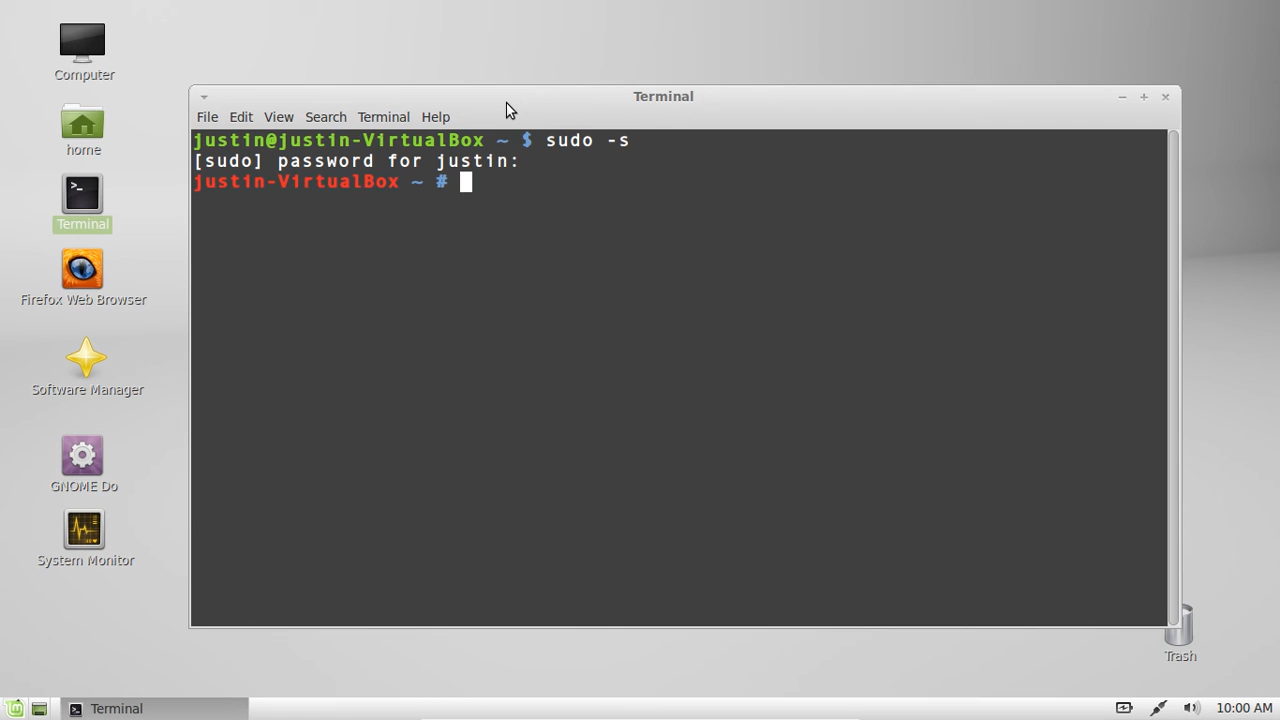 Computer
home
Terminal
Firefox Web Browser
Software Manager
GNOME Do
System Monitor
Terminal
File Edit View Search Terminal Help
justin@justin-VirtualBox ~ $ sudo -s
[sudo] password for justin:
justin-VirtualBox ~ #
Trash
Terminal
10:00 AM